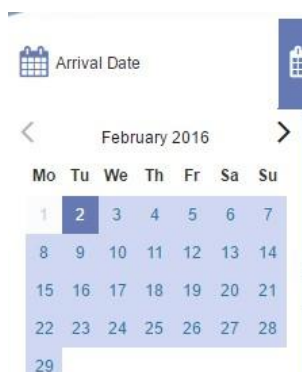 Arrival Date
February 2016
Mo Tu We Th Fr Sa Su
1 2 3 4 5 6 7
8 9 10 11 12 13 14
15 16 17 18 19 20 21
22 23 24 25 26 27 28
29